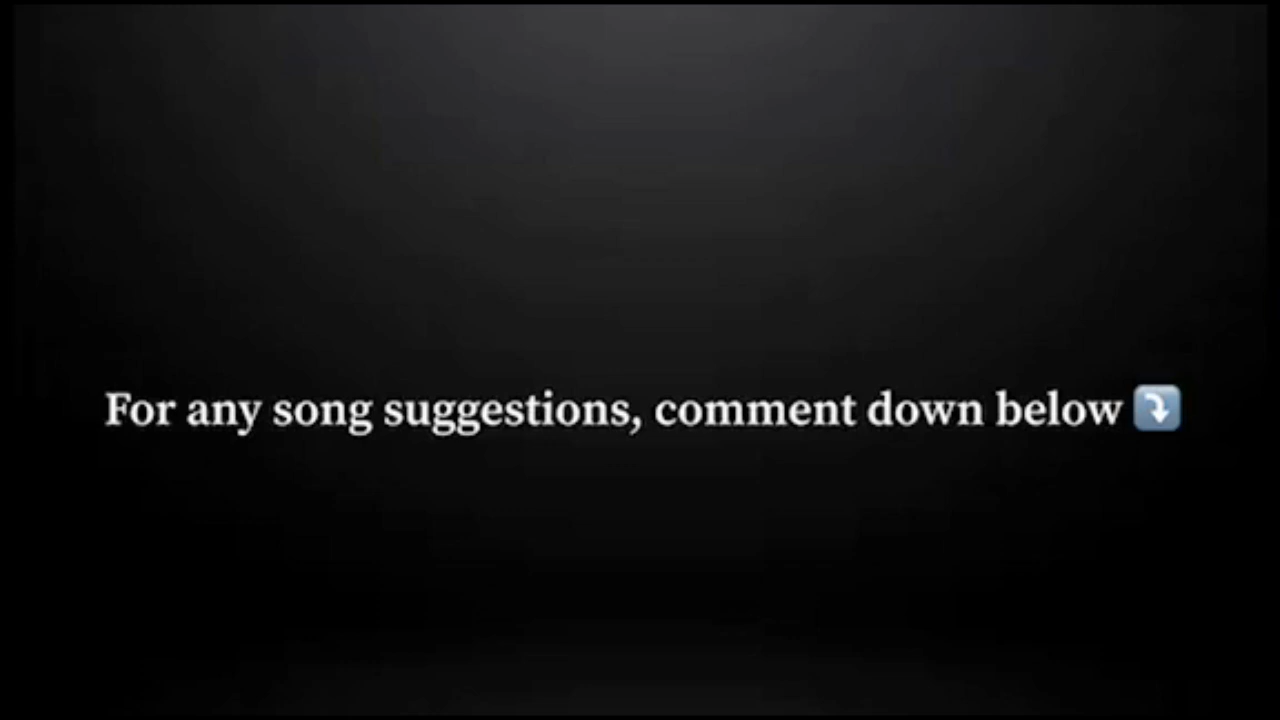 For any song suggestions, comment down below ⤵️